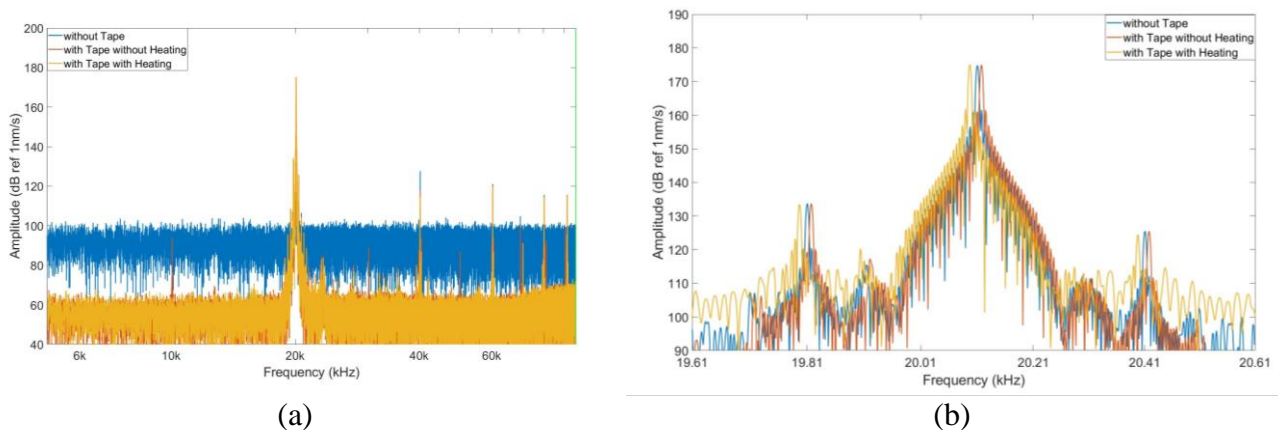 200
180
160
140
120
100
80
60
40
Amplitude (dB ref 1nm/s)
without Tape
with Tape without Heating
with Tape with Heating
6k 10k 20k 40k 60k
Frequency (kHz)
(a)
190
180
170
160
150
140
130
120
110
100
90
Amplitude (dB ref 1nm/s)
without Tape
with Tape without Heating
with Tape with Heating
19.61 19.81 20.01 20.21 20.41 20.61
Frequency (kHz)
(b)